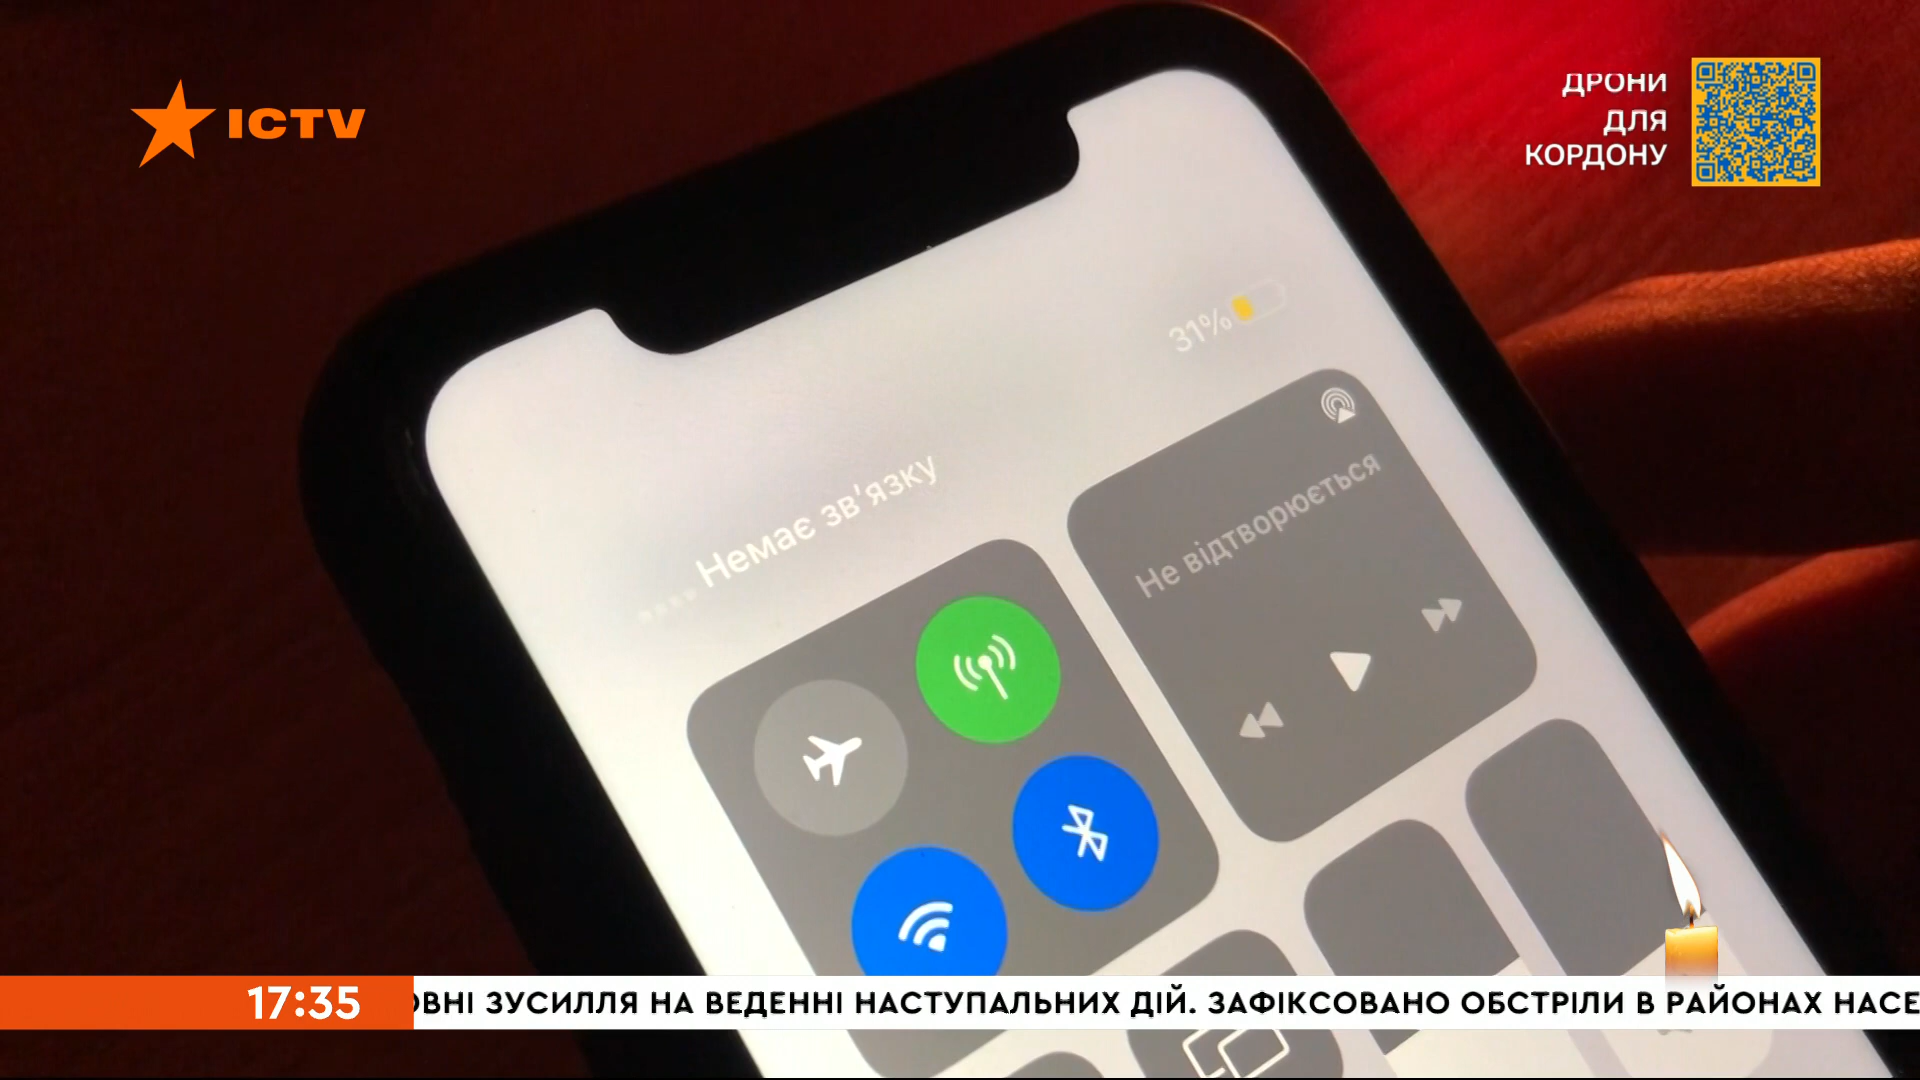 ICTV
ДРОНИ
ДЛЯ
КОРДОНУ
31%
Немає зв'язку
Не відтворюється
17:35
ОВНІ ЗУСИЛЛЯ НА ВЕДЕННІ НАСТУПАЛЬНИХ ДІЙ. ЗАФІКСОВАНО ОБСТРІЛИ В РАЙОНАХ НАСЕ